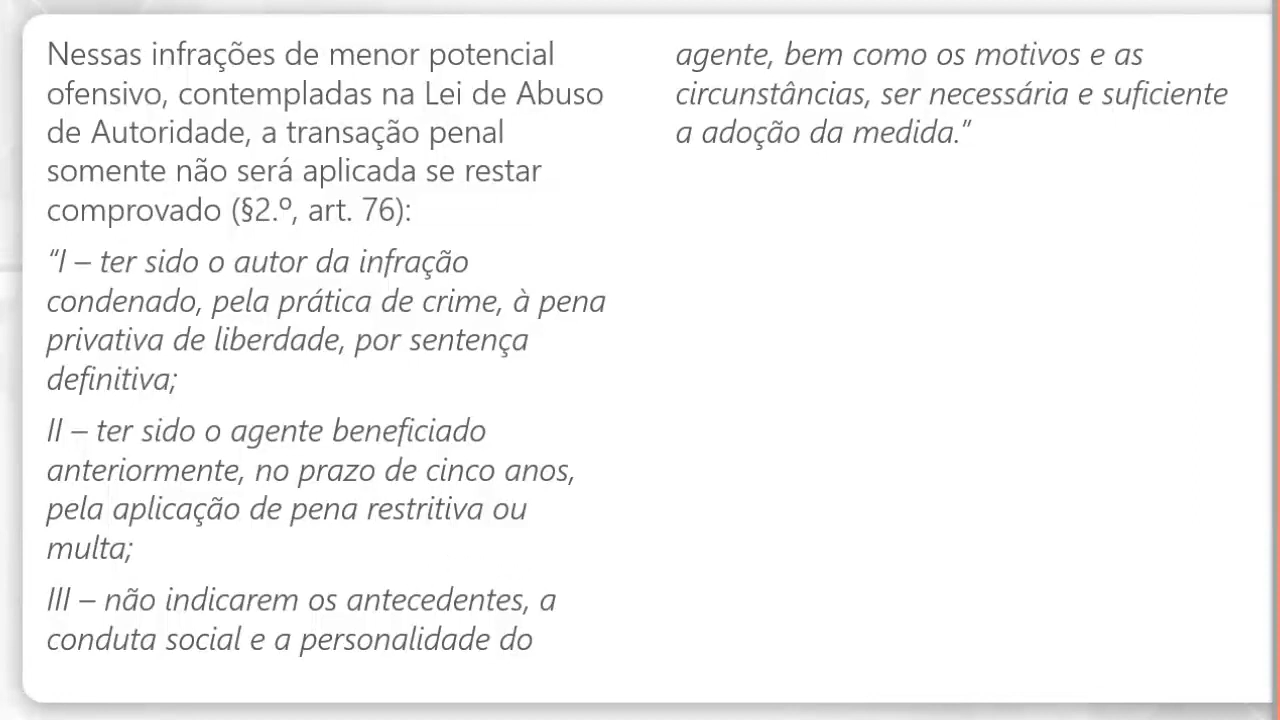 Nessas infrações de menor potencial
ofensivo, contempladas na Lei de Abuso
de Autoridade, a transação penal
somente não será aplicada se restar
comprovado (§2.º, art. 76):
“I – ter sido o autor da infração
condenado, pela prática de crime, à pena
privativa de liberdade, por sentença
definitiva;
II – ter sido o agente beneficiado
anteriormente, no prazo de cinco anos,
pela aplicação de pena restritiva ou
multa;
III – não indicarem os antecedentes, a
conduta social e a personalidade do
agente, bem como os motivos e as
circunstâncias, ser necessária e suficiente
a adoção da medida.”